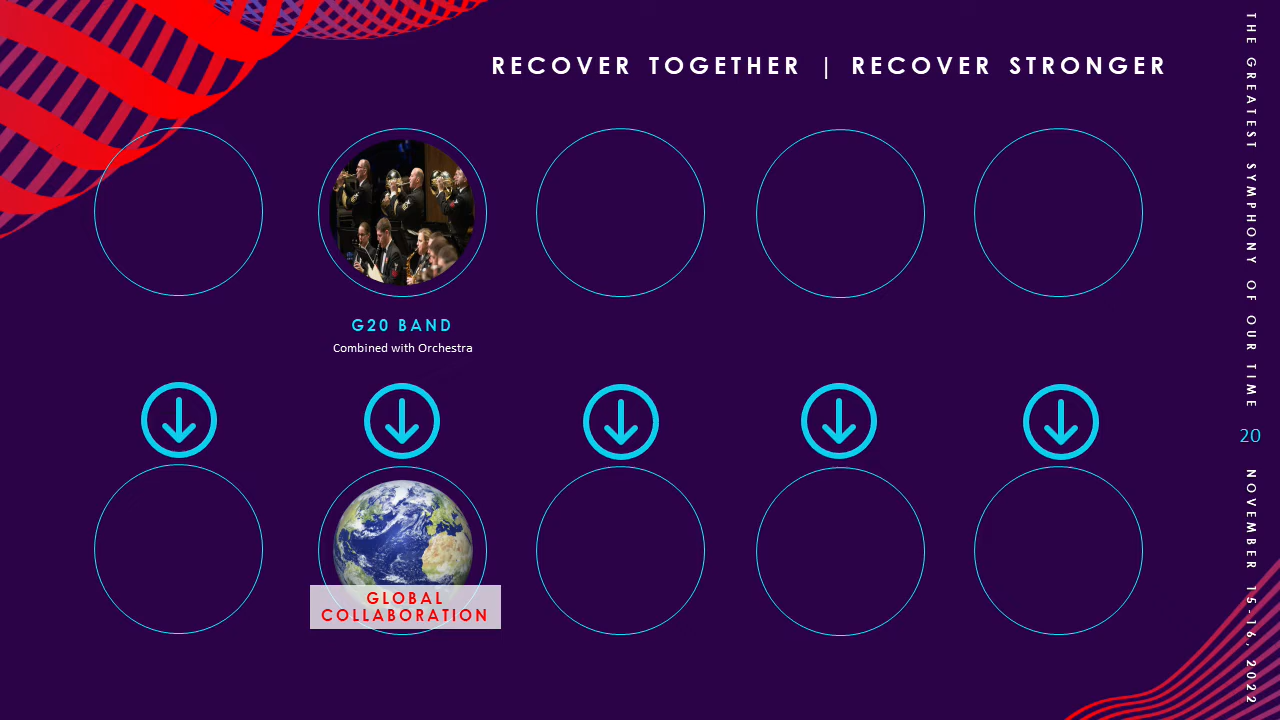 RECOVER TOGETHER | RECOVER STRONGER
G20 BAND
Combined with Orchestra
GLOBAL
COLLABORATION
THE GREATEST SYMPHONY OF OUR TIME
20
NOVEMBER 15-16, 2022